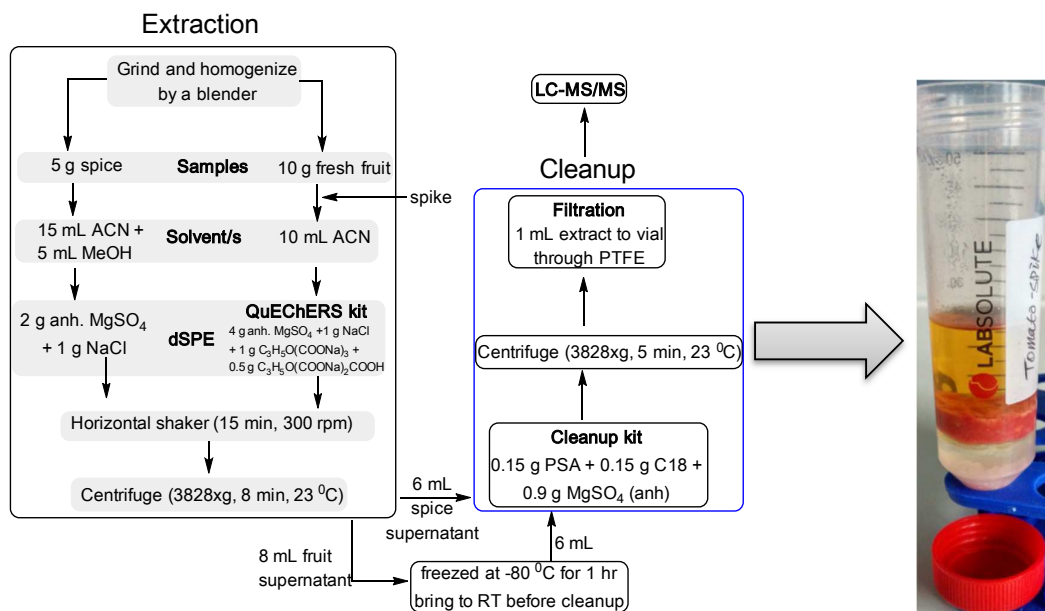 Extraction
Grind and homogenize
by a blender
5 g spice
Samples
10 g fresh fruit
spike
15 mL ACN +
5 mL MeOH
Solvent/s
10 mL ACN
2 g anh. MgSO4
+ 1 g NaCl
dSPE
QuEChERS kit
4 g anh. MgSO4 +1 g NaCl
+ 1 g C3H5O(COONa)3 +
0.5 g C3H5O(COONa)2COOH
Horizontal shaker (15 min, 300 rpm)
Centrifuge (3828xg, 8 min, 23 ⁰C)
6 mL
spice
supernatant
8 mL fruit
supernatant
freezed at -80 ⁰C for 1 hr
bring to RT before cleanup
6 mL
LC-MS/MS
Cleanup
Filtration
1 mL extract to vial
through PTFE
Centrifuge (3828xg, 5 min, 23 ⁰C)
Cleanup kit
0.15 g PSA + 0.15 g C18 +
0.9 g MgSO4 (anh)
50
LABSOLUTE
Tomato-spike